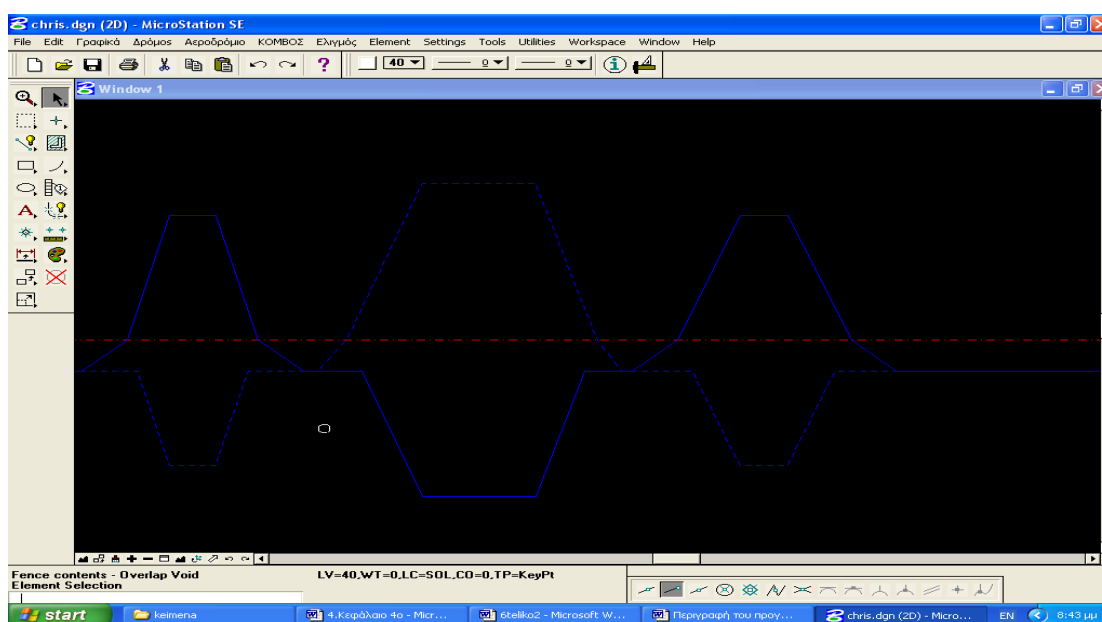 chris.dgn (2D) - MicroStation SE
File Edit Γραφικά Δρόμος Αεροδρόμιο ΚΟΜΒΟΣ Ελιγμός Element Settings Tools Utilities Workspace Window Help
40 0 0
Window 1
Fence contents - Overlap Void LV=40,WT=0,LC=SOL,CO=0,TP=KeyPt
Element Selection
start keimena 4.Κεφάλαιο 4ο - Micr... 6teliko2 - Microsoft W... Περιγραφή του προγ... chris.dgn (2D) - Micro... EN 8:43 μμ